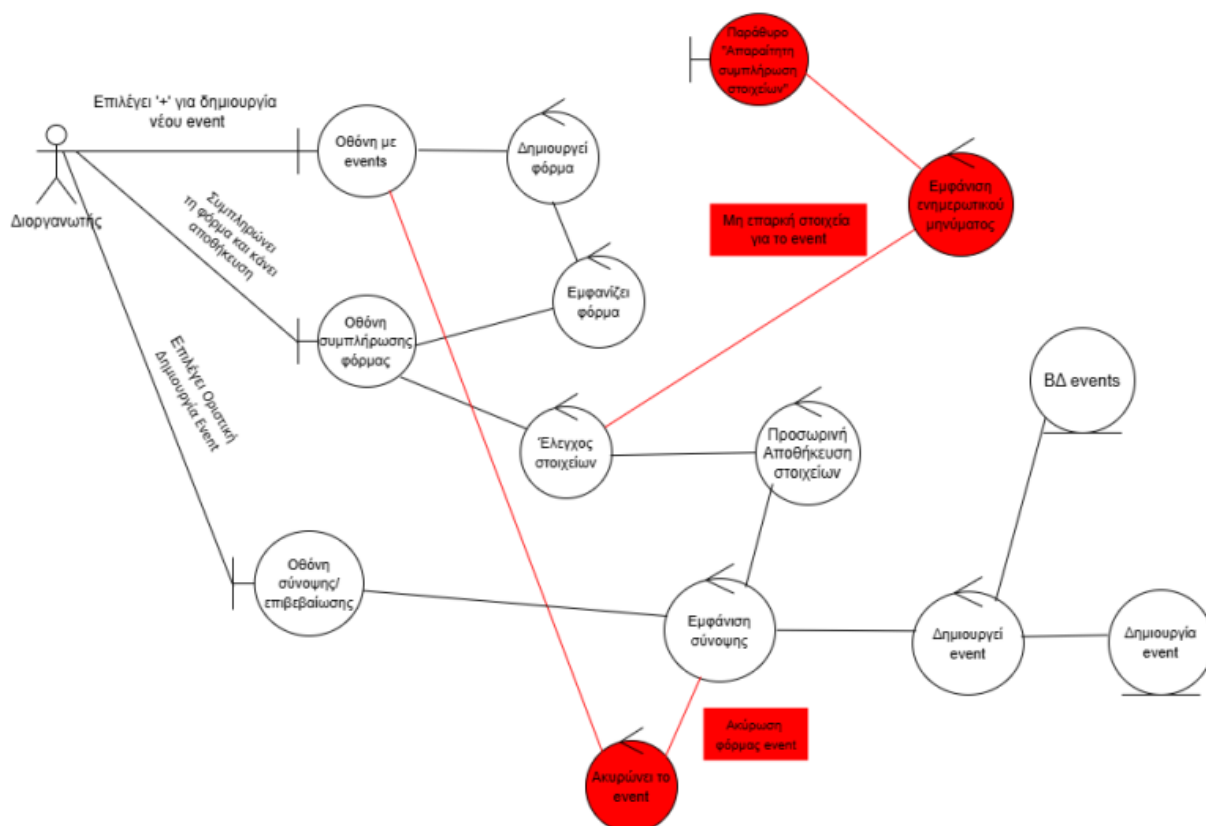 Παράθυρο
"Απαραίτητη
συμπλήρωση
στοιχείων"
Επιλέγει '+' για δημιουργία
νέου event
Οθόνη με
events
Δημιουργεί
φόρμα
Διοργανωτής
Συμπληρώνει
τη φόρμα και κάνει
αποθήκευση
Μη επαρκή στοιχεία
για το event
Εμφάνιση
ενημερωτικού
μηνύματος
Εμφανίζει
φόρμα
Οθόνη
συμπλήρωσης
φόρμας
Επιλέγει Οριστική
Δημιουργία Event
ΒΔ events
Έλεγχος
στοιχείων
Προσωρινή
Αποθήκευση
στοιχείων
Οθόνη
σύνοψης/
επιβεβαίωσης
Εμφάνιση
σύνοψης
Δημιουργεί
event
Δημιουργία
event
Ακύρωση
φόρμας event
Ακυρώνει το
event